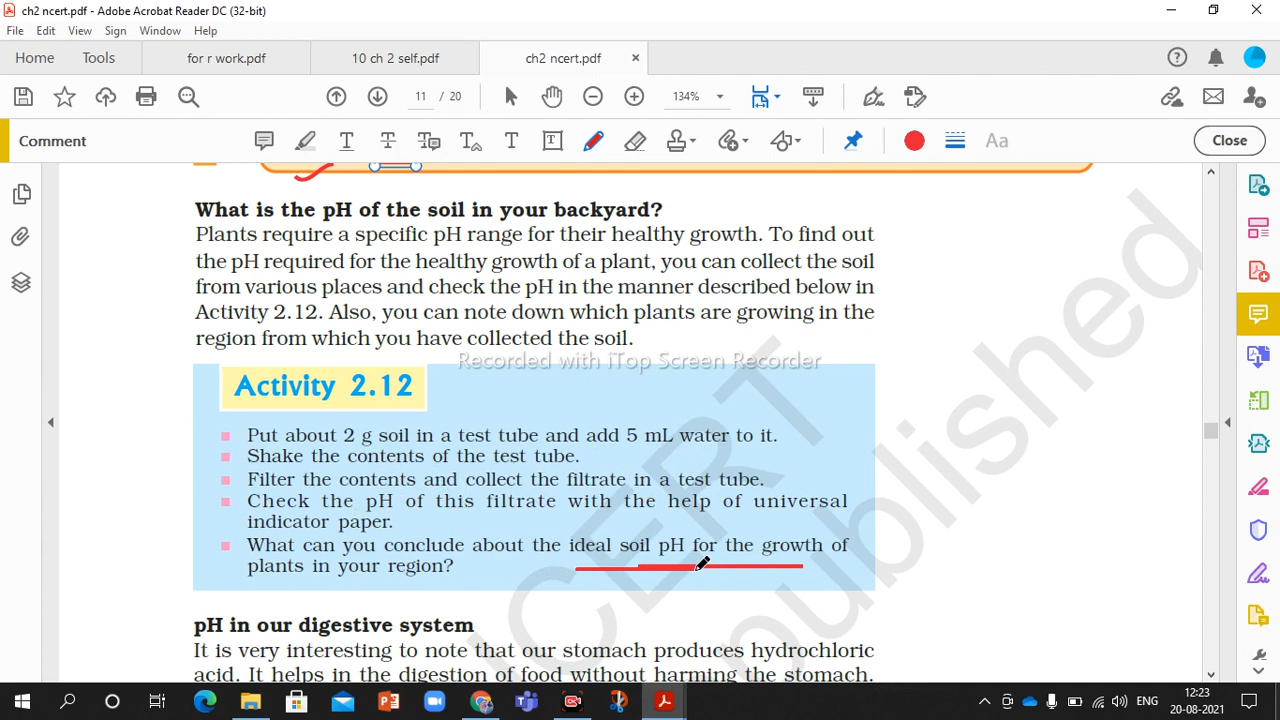 ch2 ncert.pdf - Adobe Acrobat Reader DC (32-bit)
File Edit View Sign Window Help
Home Tools for r work.pdf 10 ch 2 self.pdf ch2 ncert.pdf ×
11 / 20 134%
Comment Aa Close
What is the pH of the soil in your backyard?
Plants require a specific pH range for their healthy growth. To find out
the pH required for the healthy growth of a plant, you can collect the soil
from various places and check the pH in the manner described below in
Activity 2.12. Also, you can note down which plants are growing in the
region from which you have collected the soil.
Recorded with iTop Screen Recorder
Activity 2.12
Put about 2 g soil in a test tube and add 5 mL water to it.
Shake the contents of the test tube.
Filter the contents and collect the filtrate in a test tube.
Check the pH of this filtrate with the help of universal
indicator paper.
What can you conclude about the ideal soil pH for the growth of
plants in your region?
pH in our digestive system
It is very interesting to note that our stomach produces hydrochloric
acid. It helps in the digestion of food without harming the stomach.
NCERT
published
ENG
12:23
20-08-2021